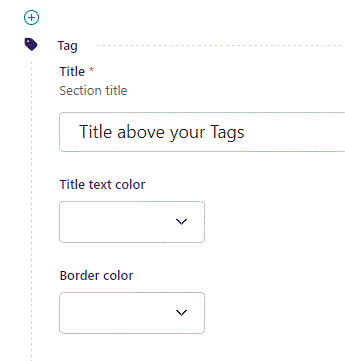 Tag
Title *
Section title
Title above your Tags
Title text color
Border color